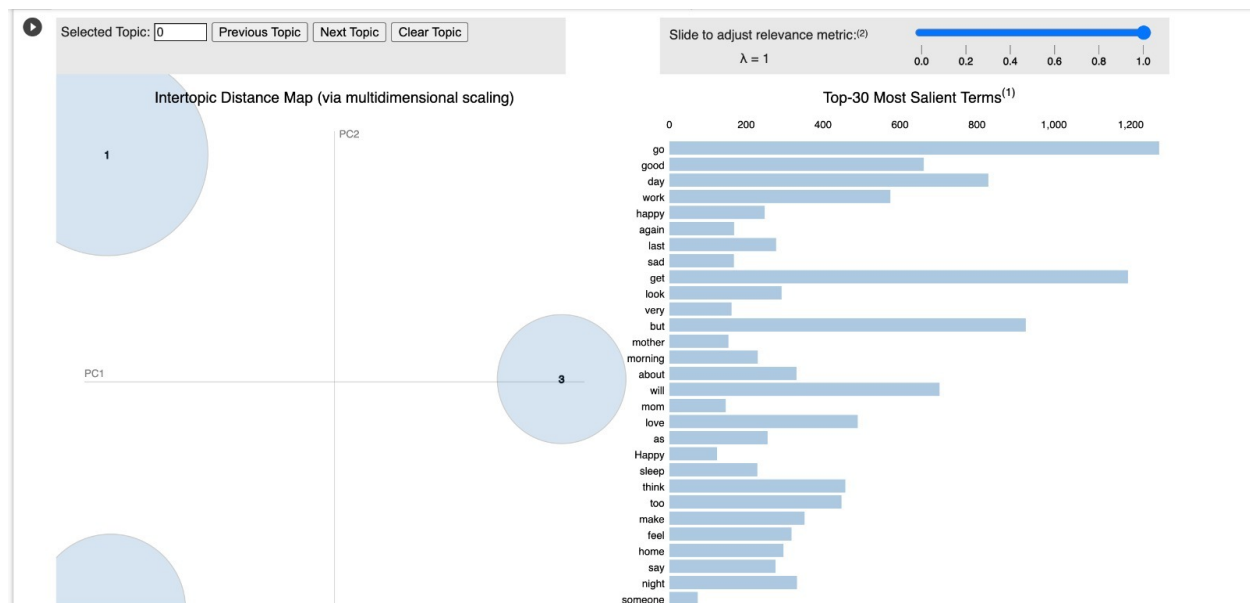 Selected Topic: 0 Previous Topic Next Topic Clear Topic
Slide to adjust relevance metric:(2)
λ = 1
0.0 0.2 0.4 0.6 0.8 1.0
Intertopic Distance Map (via multidimensional scaling)
PC2
PC1
1
3
Top-30 Most Salient Terms(1)
0 200 400 600 800 1,000 1,200
go
good
day
work
happy
again
last
sad
get
look
very
but
mother
morning
about
will
mom
love
as
Happy
sleep
think
too
make
feel
home
say
night
someone